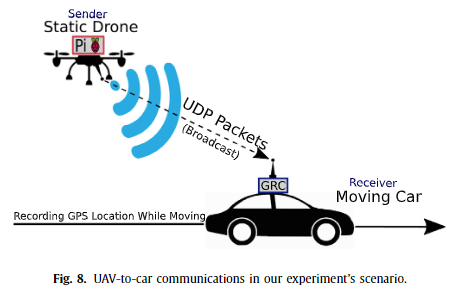 Sender
Static Drone
Pi
UDP Packets
(Broadcast)
GRC
Receiver
Moving Car
Recording GPS Location While Moving
Fig. 8. UAV-to-car communications in our experiment's scenario.